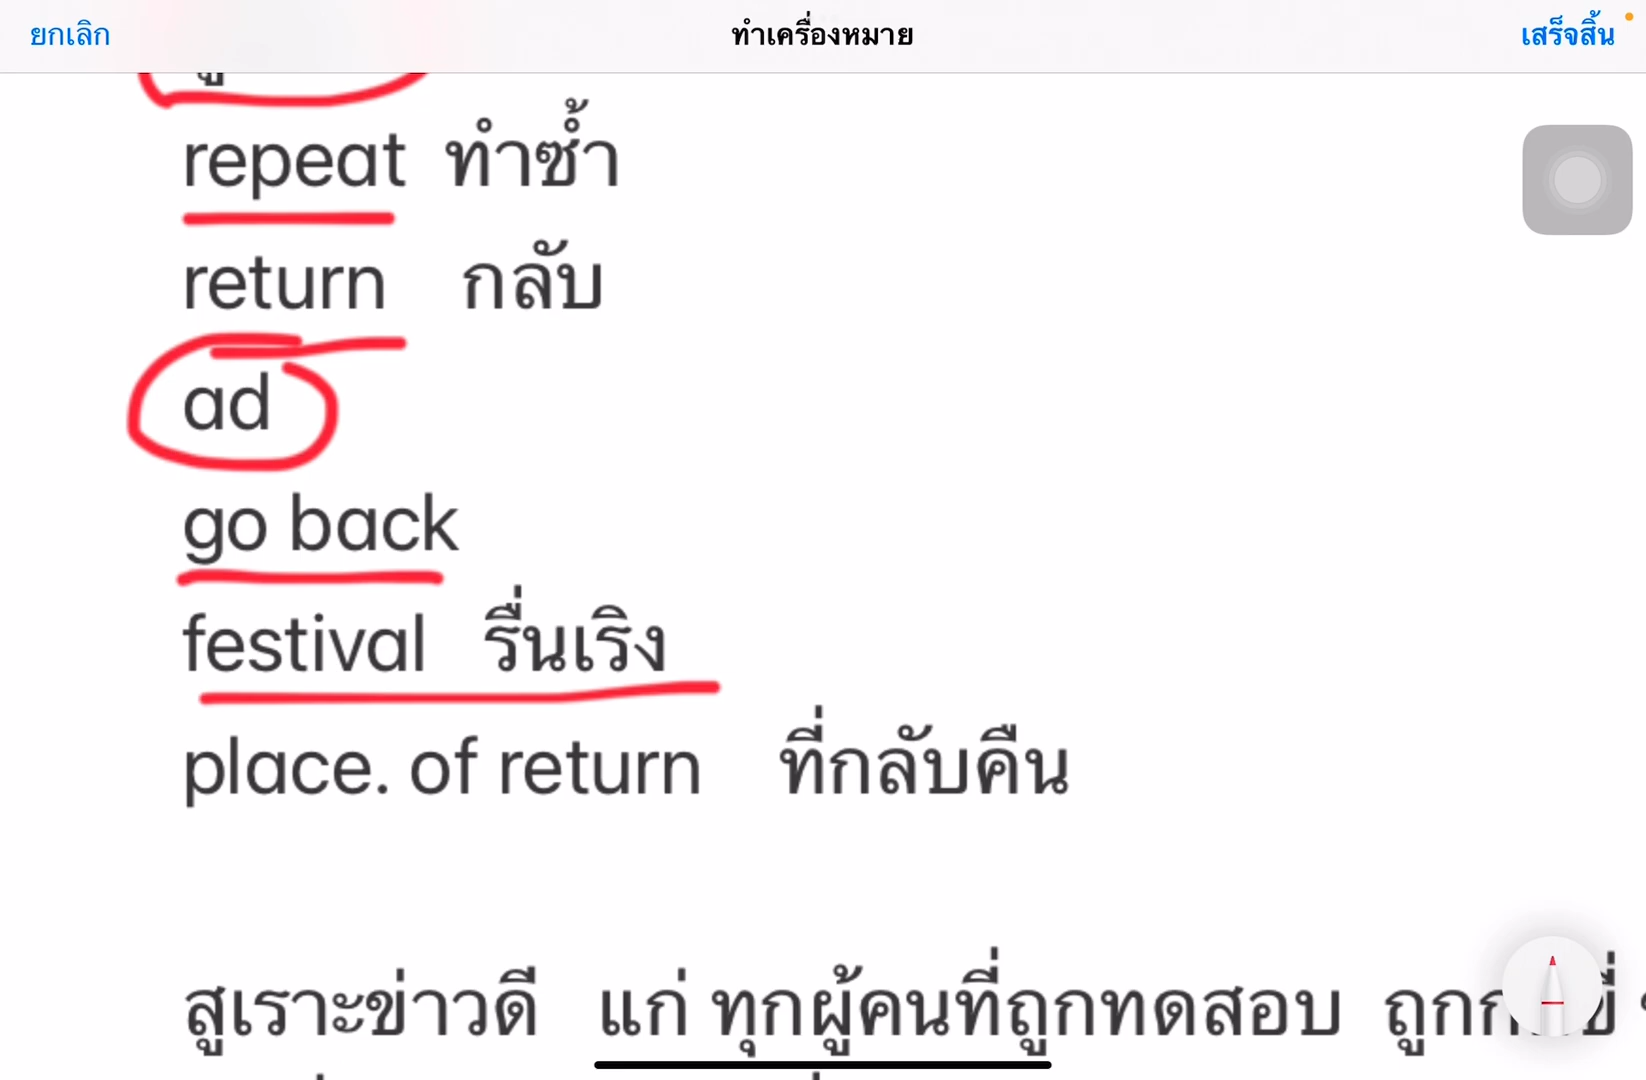 ยกเลิก ทำเครื่องหมาย เสร็จสิ้น
repeat ทำซ้ำ
return กลับ
ad
go back
festival รื่นเริง
place. of return ที่กลับคืน
สูเราะข่าวดี แก่ ทุกผู้คนที่ถูกทดสอบ